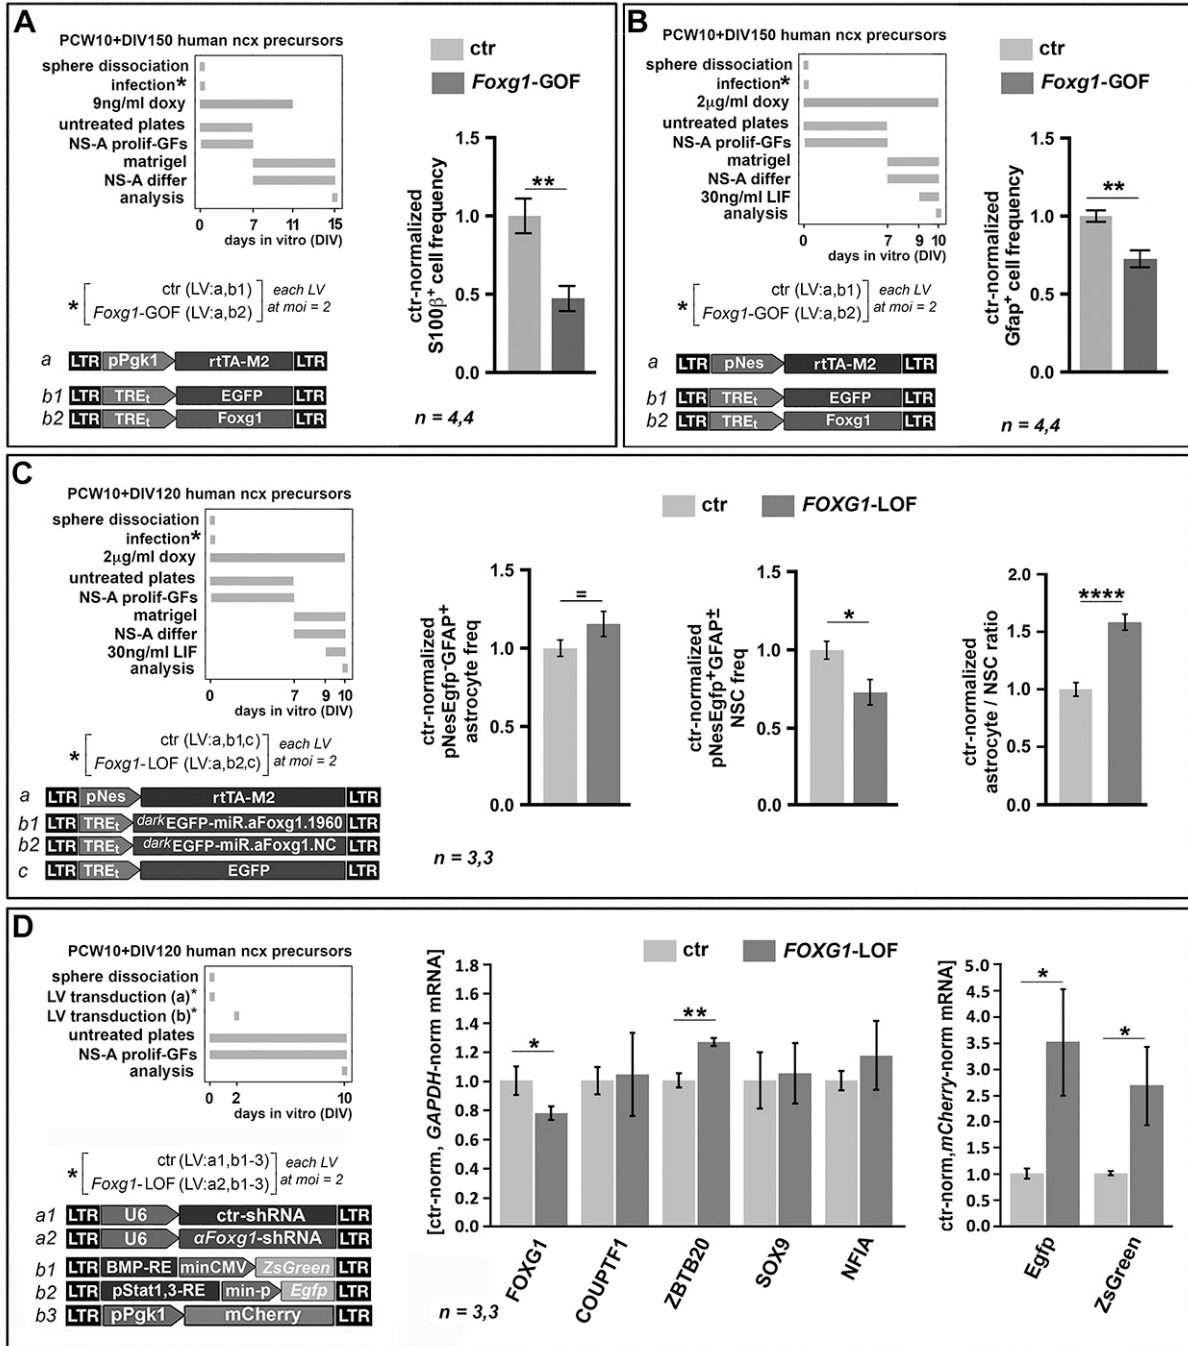 A
PCW10+DIV150 human ncx precursors
sphere dissociation
infection*
9ng/ml doxy
untreated plates
NS-A prolif-GFs
matrigel
NS-A differ
analysis
0 7 11 15
days in vitro (DIV)
* ctr (LV:a,b1)
Foxg1-GOF (LV:a,b2)
each LV
at moi = 2
a LTR pPgk1 rtTA-M2 LTR
b1 LTR TREt EGFP LTR
b2 LTR TREt Foxg1 LTR
ctr
Foxg1-GOF
ctr-normalized
S100β+ cell frequency
1.5
1.0
0.5
0.0
**
n = 4,4
B
PCW10+DIV150 human ncx precursors
sphere dissociation
infection*
2μg/ml doxy
untreated plates
NS-A prolif-GFs
matrigel
NS-A differ
30ng/ml LIF
analysis
0 7 9 10
days in vitro (DIV)
* ctr (LV:a,b1)
Foxg1-GOF (LV:a,b2)
each LV
at moi = 2
a LTR pNes rtTA-M2 LTR
b1 LTR TREt EGFP LTR
b2 LTR TREt Foxg1 LTR
ctr
Foxg1-GOF
ctr-normalized
Gfap+ cell frequency
1.5
1.0
0.5
0.0
**
n = 4,4
C
PCW10+DIV120 human ncx precursors
sphere dissociation
infection*
2μg/ml doxy
untreated plates
NS-A prolif-GFs
matrigel
NS-A differ
30ng/ml LIF
analysis
0 7 9 10
days in vitro (DIV)
* ctr (LV:a,b1,c)
Foxg1-LOF (LV:a,b2,c)
each LV
at moi = 2
a LTR pNes rtTA-M2 LTR
b1 LTR TREt darkEGFP-miR.aFoxg1.1960 LTR
b2 LTR TREt darkEGFP-miR.aFoxg1.NC LTR
c LTR TREt EGFP LTR
ctr
FOXG1-LOF
ctr-normalized
pNesEgfp-GFAP+
astrocyte freq
1.5
1.0
0.5
0.0
=
ctr-normalized
pNesEgfp+GFAP±
NSC freq
1.5
1.0
0.5
0.0
*
ctr-normalized
astrocyte / NSC ratio
2.0
1.5
1.0
0.5
0.0
****
n = 3,3
D
PCW10+DIV120 human ncx precursors
sphere dissociation
LV transduction (a)*
LV transduction (b)*
untreated plates
NS-A prolif-GFs
analysis
0 2 10
days in vitro (DIV)
* ctr (LV:a1,b1-3)
Foxg1-LOF (LV:a2,b1-3)
each LV
at moi = 2
a1 LTR U6 ctr-shRNA LTR
a2 LTR U6 αFoxg1-shRNA LTR
b1 LTR BMP-RE minCMV ZsGreen LTR
b2 LTR pStat1,3-RE min-p Egfp LTR
b3 LTR pPgk1 mCherry LTR
ctr
FOXG1-LOF
[ctr-norm, GAPDH-norm mRNA]
1.8
1.6
1.4
1.2
1.0
0.8
0.6
0.4
0.2
0.0
*
**
FOXG1
COUPTF1
ZBTB20
SOX9
NFIA
n = 3,3
ctr-norm,mCherry-norm mRNA]
5.0
4.5
4.0
3.5
3.0
2.5
2.0
1.5
1.0
0.5
0.0
*
*
Egfp
ZsGreen